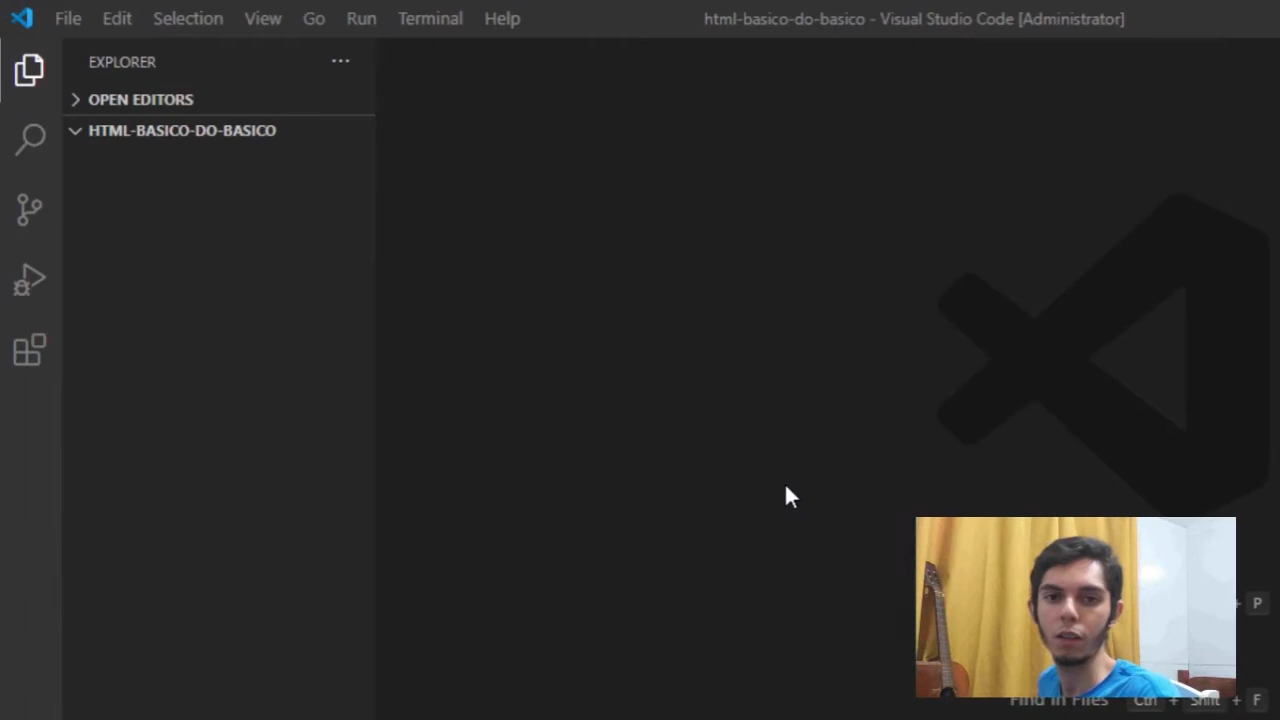 File Edit Selection View Go Run Terminal Help html-basico-do-basico - Visual Studio Code [Administrator]
EXPLORER ···
OPEN EDITORS
HTML-BASICO-DO-BASICO
+ P
Find in Files Ctrl + Shift + F